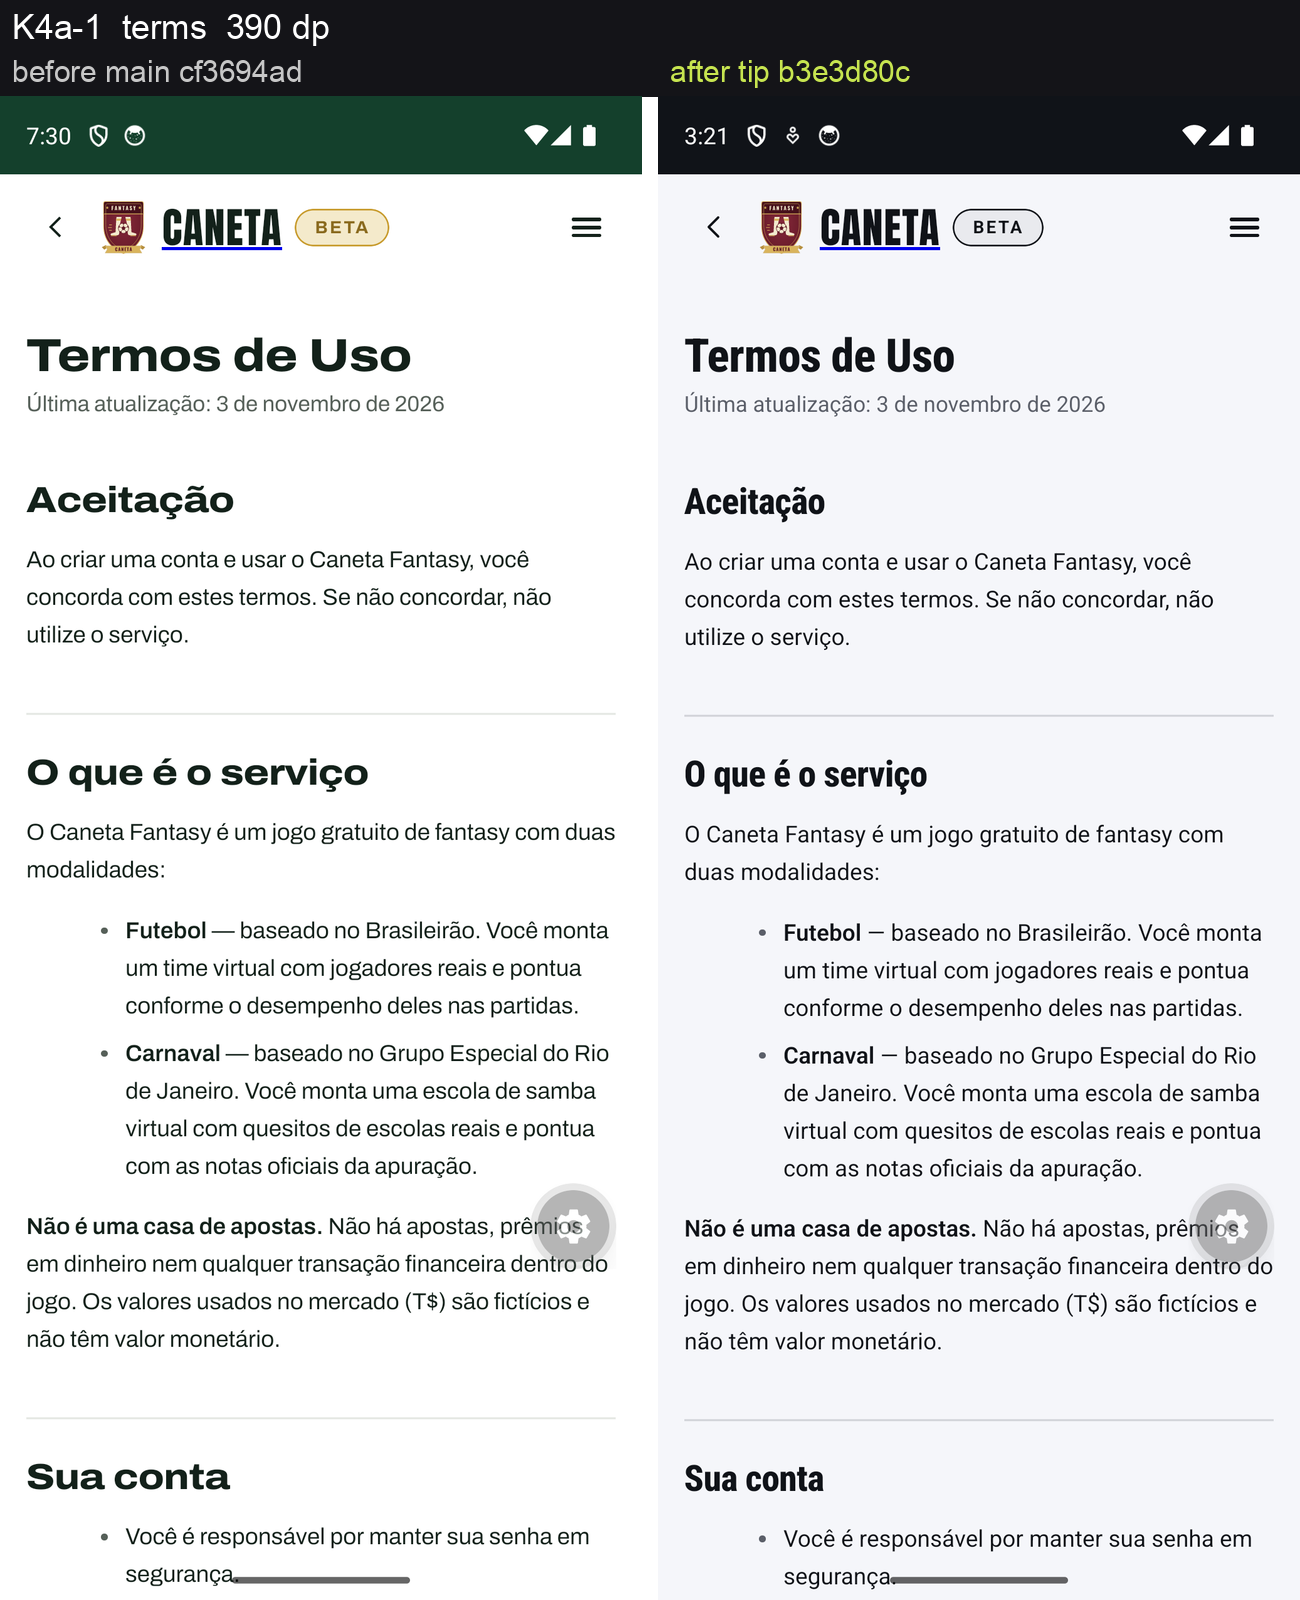 K4a-1 terms 390 dp
before main cf3694ad
after tip b3e3d80c
7:30
FANTASY
CANETA
CANETA
BETA
Termos de Uso
Última atualização: 3 de novembro de 2026
Aceitação
Ao criar uma conta e usar o Caneta Fantasy, você
concorda com estes termos. Se não concordar, não
utilize o serviço.
O que é o serviço
O Caneta Fantasy é um jogo gratuito de fantasy com duas
modalidades:
• Futebol — baseado no Brasileirão. Você monta
um time virtual com jogadores reais e pontua
conforme o desempenho deles nas partidas.
• Carnaval — baseado no Grupo Especial do Rio
de Janeiro. Você monta uma escola de samba
virtual com quesitos de escolas reais e pontua
com as notas oficiais da apuração.
Não é uma casa de apostas. Não há apostas, prêmios
em dinheiro nem qualquer transação financeira dentro do
jogo. Os valores usados no mercado (T$) são fictícios e
não têm valor monetário.
Sua conta
• Você é responsável por manter sua senha em
segurança.
3:21
FANTASY
CANETA
CANETA
BETA
Termos de Uso
Última atualização: 3 de novembro de 2026
Aceitação
Ao criar uma conta e usar o Caneta Fantasy, você
concorda com estes termos. Se não concordar, não
utilize o serviço.
O que é o serviço
O Caneta Fantasy é um jogo gratuito de fantasy com
duas modalidades:
• Futebol — baseado no Brasileirão. Você monta
um time virtual com jogadores reais e pontua
conforme o desempenho deles nas partidas.
• Carnaval — baseado no Grupo Especial do Rio
de Janeiro. Você monta uma escola de samba
virtual com quesitos de escolas reais e pontua
com as notas oficiais da apuração.
Não é uma casa de apostas. Não há apostas, prêmios
em dinheiro nem qualquer transação financeira dentro do
jogo. Os valores usados no mercado (T$) são fictícios e
não têm valor monetário.
Sua conta
• Você é responsável por manter sua senha em
segurança.